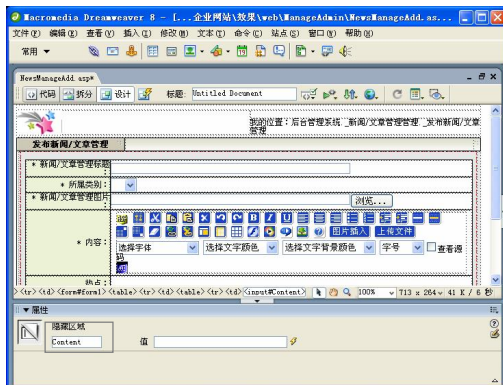 Macromedia Dreamweaver 8 - [...企业网站\效果\web\ManageAdmin\NewsManageAdd.as...
文件(F) 编辑(E) 查看(V) 插入(I) 修改(M) 文本(T) 命令(C) 站点(S) 窗口(W) 帮助(H)
常用
NewsManageAdd.asp*
代码 拆分 设计 标题: Untitled Document
我的位置：后台管理系统_新闻/文章管理管理_发布新闻/文章
管理
发布新闻/文章管理
* 新闻/文章管理标题
* 所属类别：
* 新闻/文章管理图片 浏览...
图片插入 上传文件
* 内容： 选择字体 选择文字颜色 选择文字背景颜色 字号 查看源
码
热点：
<tr> <td> <form#form1> <table> <tr> <td> <table> <tr> <td> <input#Content> 100% 713 x 264 41 K / 6 秒
属性
隐藏区域
Content 值